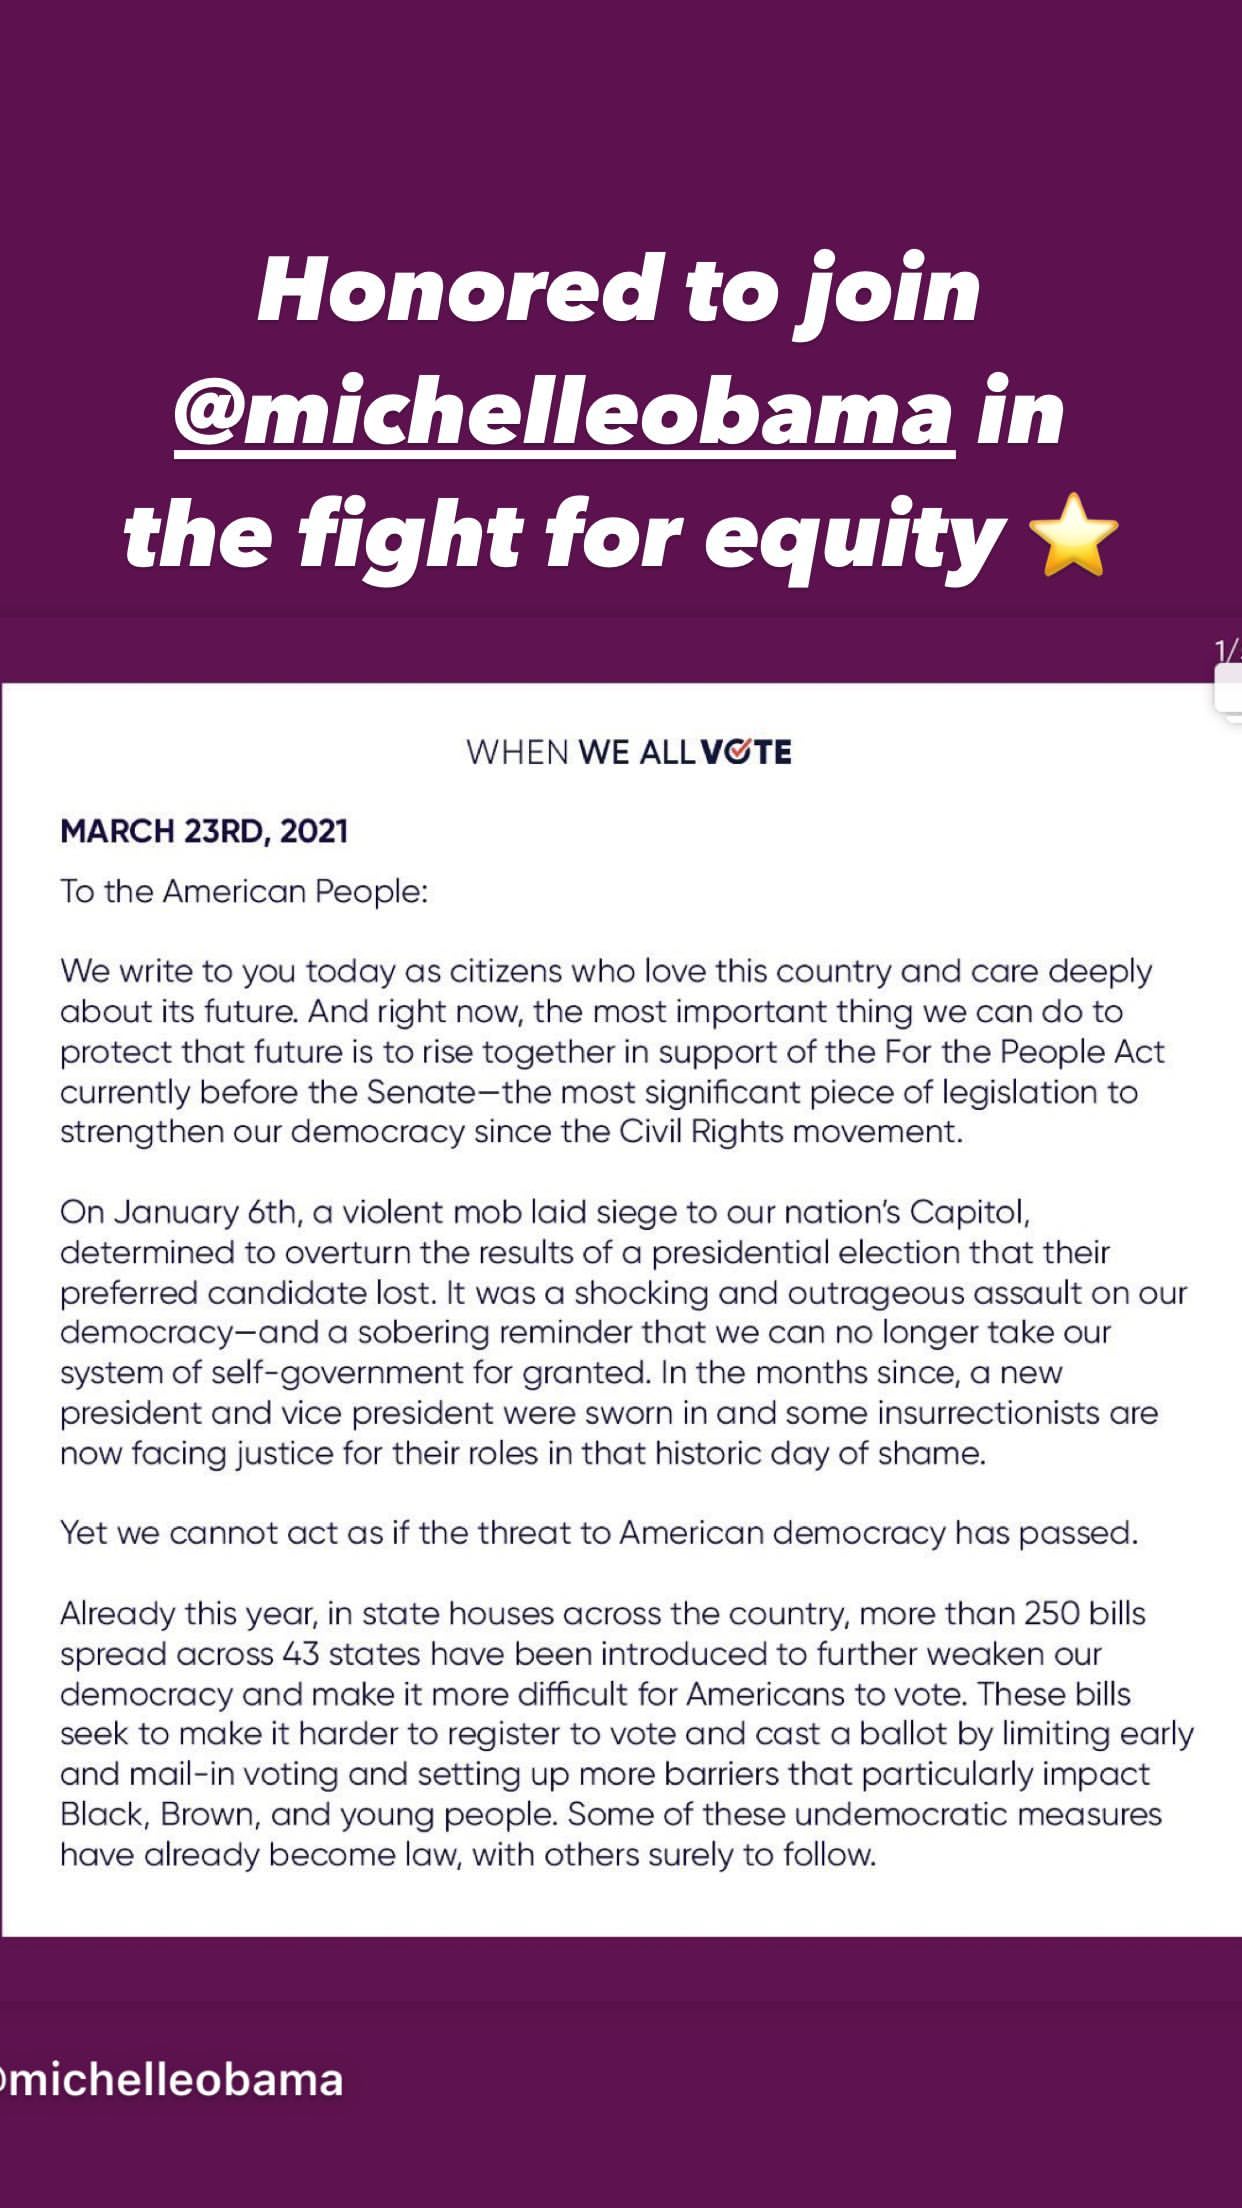 Honored to join
@michelleobama in
the fight for equity ⭐
1/
WHEN WE ALL VOTE
MARCH 23RD, 2021
To the American People:
We write to you today as citizens who love this country and care deeply
about its future. And right now, the most important thing we can do to
protect that future is to rise together in support of the For the People Act
currently before the Senate—the most significant piece of legislation to
strengthen our democracy since the Civil Rights movement.
On January 6th, a violent mob laid siege to our nation's Capitol,
determined to overturn the results of a presidential election that their
preferred candidate lost. It was a shocking and outrageous assault on our
democracy—and a sobering reminder that we can no longer take our
system of self-government for granted. In the months since, a new
president and vice president were sworn in and some insurrectionists are
now facing justice for their roles in that historic day of shame.
Yet we cannot act as if the threat to American democracy has passed.
Already this year, in state houses across the country, more than 250 bills
spread across 43 states have been introduced to further weaken our
democracy and make it more difficult for Americans to vote. These bills
seek to make it harder to register to vote and cast a ballot by limiting early
and mail-in voting and setting up more barriers that particularly impact
Black, Brown, and young people. Some of these undemocratic measures
have already become law, with others surely to follow.
@michelleobama